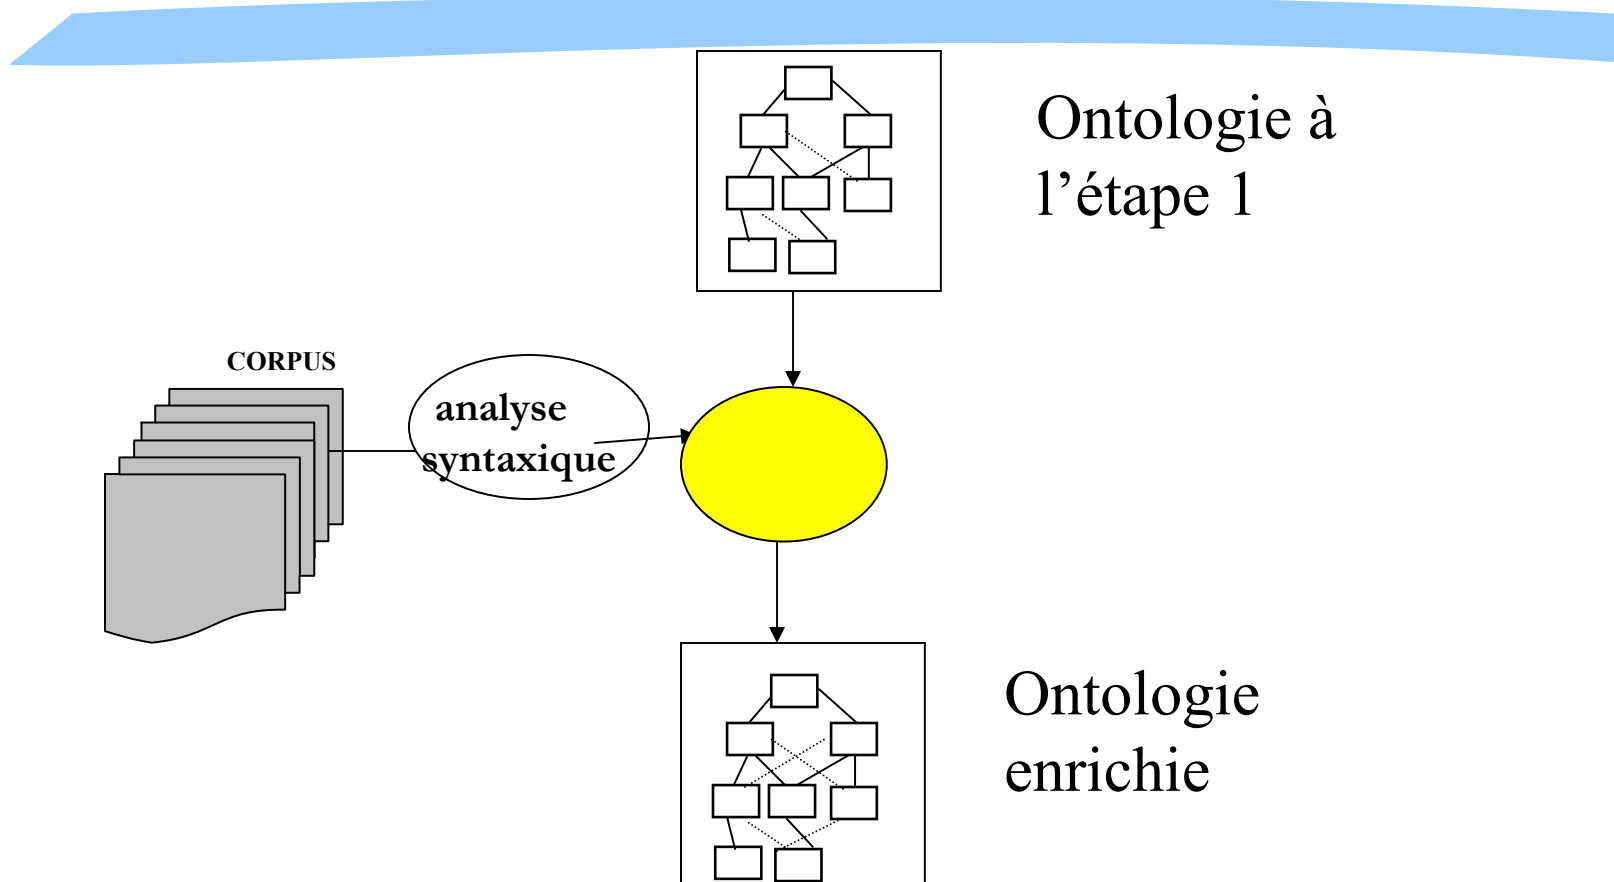 Ontologie à
l’étape 1
CORPUS
analyse
syntaxique
Ontologie
enrichie